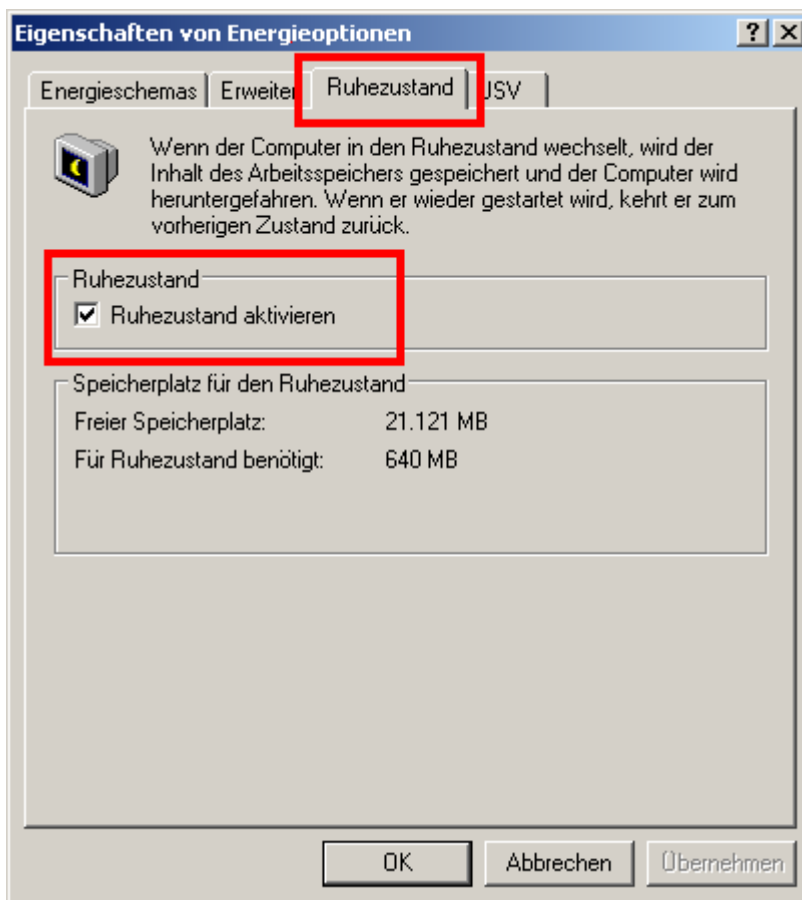 Eigenschaften von Energieoptionen
Energieschemas Erweiter Ruhezustand USV
Wenn der Computer in den Ruhezustand wechselt, wird der
Inhalt des Arbeitsspeichers gespeichert und der Computer wird
heruntergefahren. Wenn er wieder gestartet wird, kehrt er zum
vorherigen Zustand zurück.
Ruhezustand
Ruhezustand aktivieren
Speicherplatz für den Ruhezustand
Freier Speicherplatz: 21.121 MB
Für Ruhezustand benötigt: 640 MB
OK Abbrechen Übernehmen